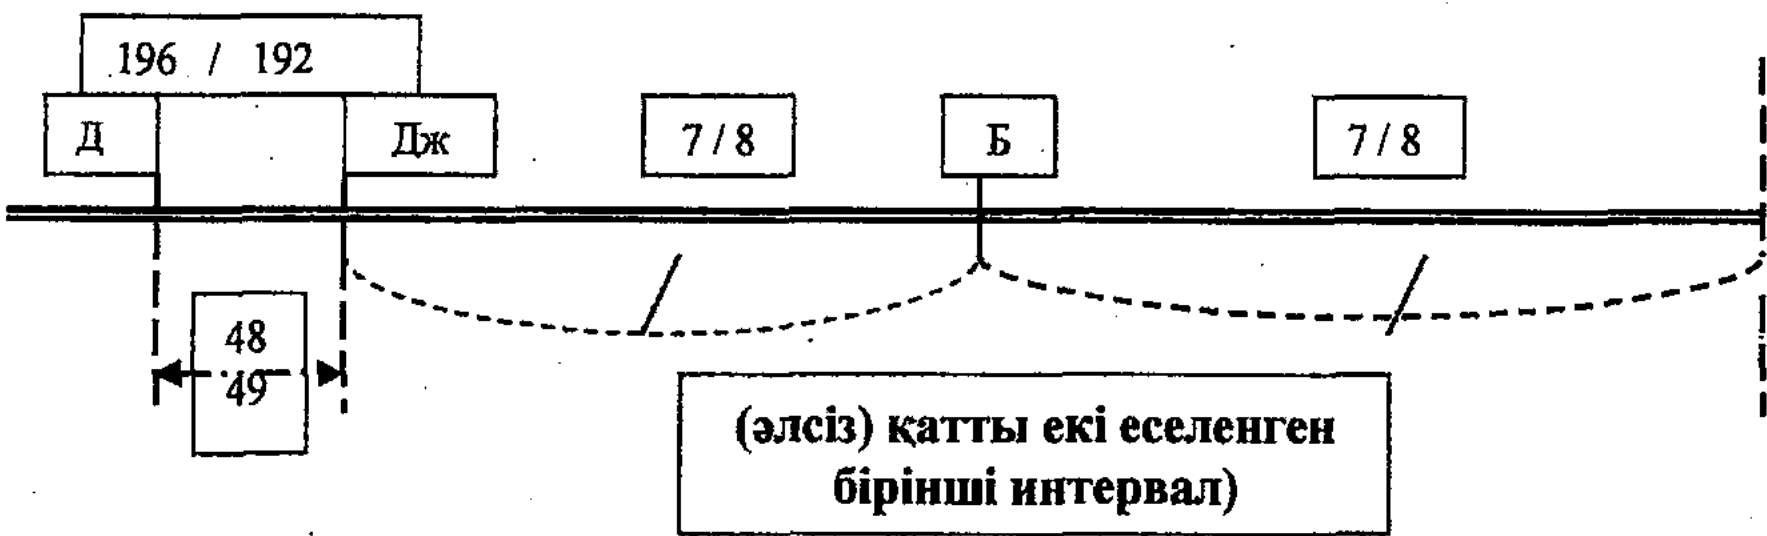 196 / 192
Д Дж 7 / 8 Б 7 / 8
48
49
(әлсіз) қатты екі еселенген
бірінші интервал)